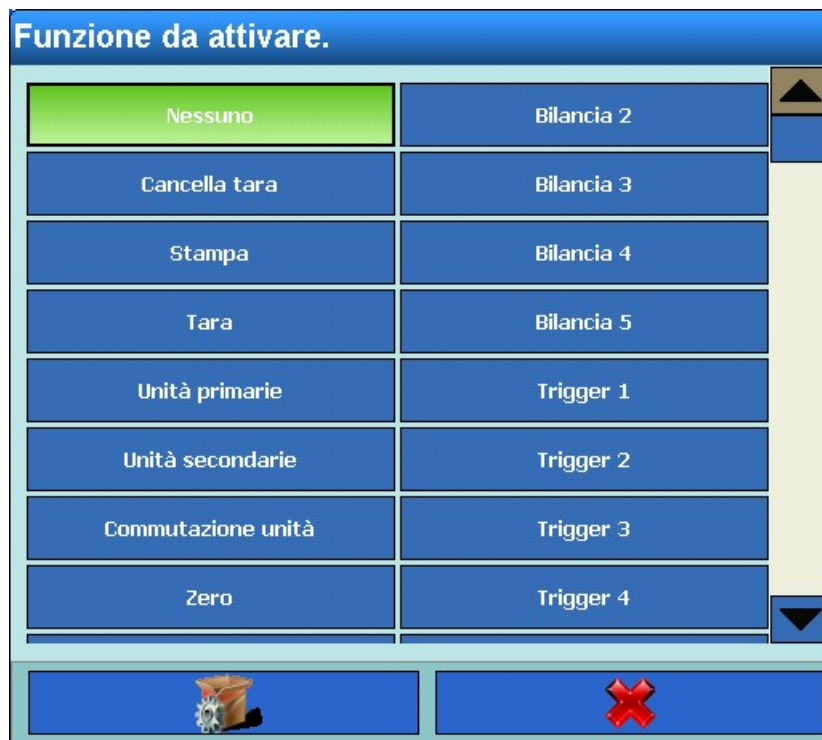 Funzione da attivare.
Nessuno
Bilancia 2
Cancella tara
Bilancia 3
Stampa
Bilancia 4
Tara
Bilancia 5
Unità primarie
Trigger 1
Unità secondarie
Trigger 2
Commutazione unità
Trigger 3
Zero
Trigger 4